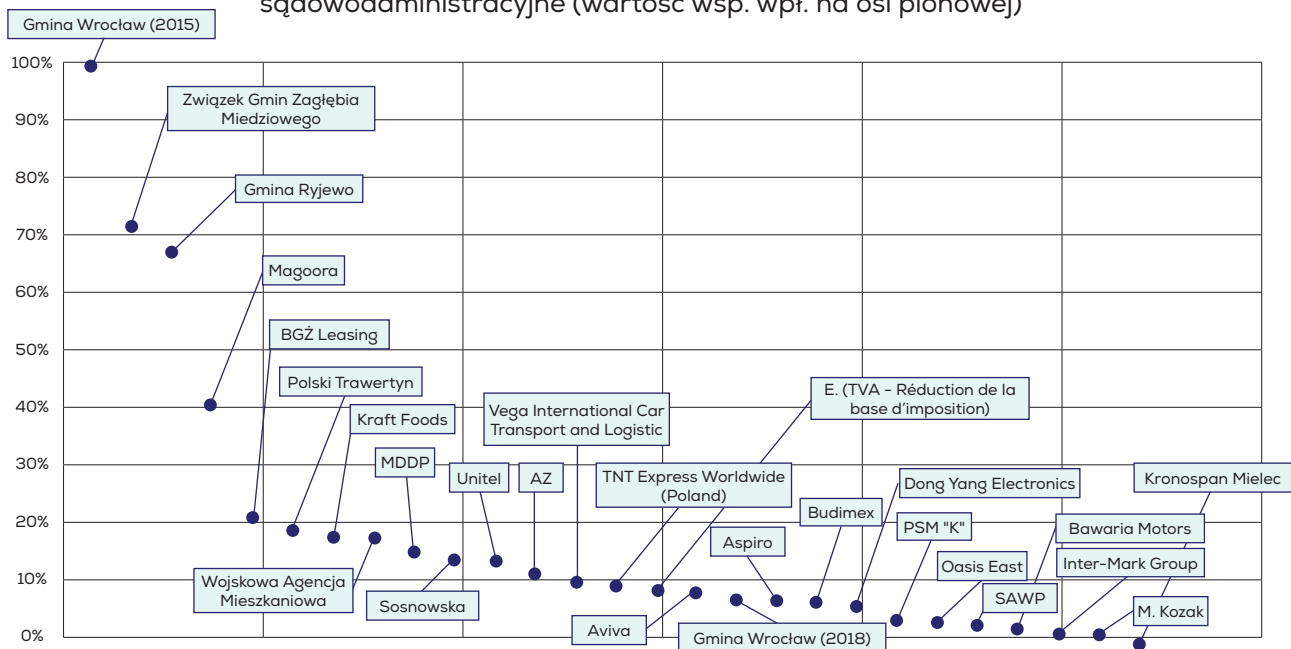 sądowoadministracyjne (wartość wsp. wpł. na osi pionowej)
Gmina Wrocław (2015)
100%
90%
80%
70%
60%
50%
40%
30%
20%
10%
0%
Związek Gmin Zagłębia
Miedziowego
Gmina Ryjewo
Magoora
BGŻ Leasing
Polski Trawertyn
Kraft Foods
Wojskowa Agencja
Mieszkaniowa
MDDP
Sosnowska
Unitel
AZ
Vega International Car
Transport and Logistic
TNT Express Worldwide
(Poland)
E. (TVA - Réduction de la
base d'imposition)
Aviva
Gmina Wrocław (2018)
Aspiro
Budimex
Dong Yang Electronics
PSM "K"
Oasis East
SAWP
Bawaria Motors
Inter-Mark Group
M. Kozak
Kronospan Mielec